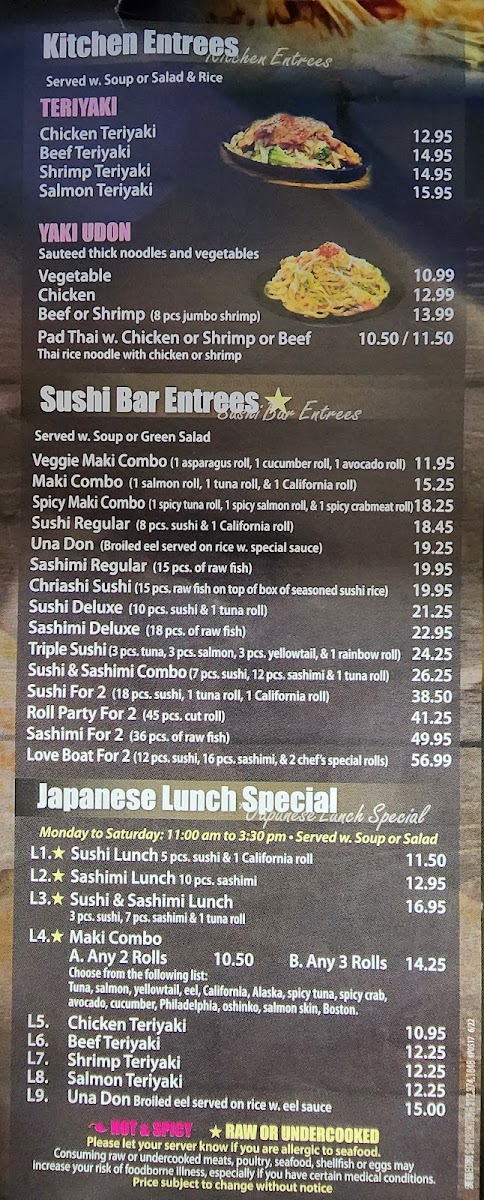 Kitchen Entrees
Kitchen Entrees
Served w. Soup or Salad & Rice
TERIYAKI
Chicken Teriyaki 12.95
Beef Teriyaki 14.95
Shrimp Teriyaki 14.95
Salmon Teriyaki 15.95
YAKI UDON
Sauteed thick noodles and vegetables
Vegetable 10.99
Chicken 12.99
Beef or Shrimp (8 pcs jumbo shrimp) 13.99
Pad Thai w. Chicken or Shrimp or Beef 10.50 / 11.50
Thai rice noodle with chicken or shrimp
Sushi Bar Entrees ★
Sushi Bar Entrees
Served w. Soup or Green Salad
Veggie Maki Combo (1 asparagus roll, 1 cucumber roll, 1 avocado roll) 11.95
Maki Combo (1 salmon roll, 1 tuna roll, & 1 California roll) 15.25
Spicy Maki Combo (1 spicy tuna roll, 1 spicy salmon roll, & 1 spicy crabmeat roll) 18.25
Sushi Regular (8 pcs. sushi & 1 California roll) 18.45
Una Don (Broiled eel served on rice w. special sauce) 19.25
Sashimi Regular (15 pcs. of raw fish) 19.95
Chriashi Sushi (15 pcs. raw fish on top of box of seasoned sushi rice) 19.95
Sushi Deluxe (10 pcs. sushi & 1 tuna roll) 21.25
Sashimi Deluxe (18 pcs. of raw fish) 22.95
Triple Sushi (3 pcs. tuna, 3 pcs. salmon, 3 pcs. yellowtail, & 1 rainbow roll) 24.25
Sushi & Sashimi Combo (7 pcs. sushi, 12 pcs. sashimi & 1 tuna roll) 26.25
Sushi For 2 (18 pcs. sushi, 1 tuna roll, 1 California roll) 38.50
Roll Party For 2 (45 pcs. cut roll) 41.25
Sashimi For 2 (36 pcs. of raw fish) 49.95
Love Boat For 2 (12 pcs. sushi, 16 pcs. sashimi, & 2 chef's special rolls) 56.99
Japanese Lunch Special
Japanese Lunch Special
Monday to Saturday: 11:00 am to 3:30 pm • Served w. Soup or Salad
L1.★ Sushi Lunch 5 pcs. sushi & 1 California roll 11.50
L2.★ Sashimi Lunch 10 pcs. sashimi 12.95
L3.★ Sushi & Sashimi Lunch 16.95
3 pcs. sushi, 7 pcs. sashimi & 1 tuna roll
L4.★ Maki Combo
A. Any 2 Rolls 10.50 B. Any 3 Rolls 14.25
Choose from the following list:
Tuna, salmon, yellowtail, eel, California, Alaska, spicy tuna, spicy crab,
avocado, cucumber, Philadelphia, oshinko, salmon skin, Boston.
L5. Chicken Teriyaki 10.95
L6. Beef Teriyaki 12.25
L7. Shrimp Teriyaki 12.25
L8. Salmon Teriyaki 12.25
L9. Una Don Broiled eel served on rice w. eel sauce 15.00
HOT & SPICY ★ RAW OR UNDERCOOKED
Please let your server know if you are allergic to seafood.
Consuming raw or undercooked meats, poultry, seafood, shellfish or eggs may
increase your risk of foodborne illness, especially if you have certain medical conditions.
Price subject to change without notice
6/22